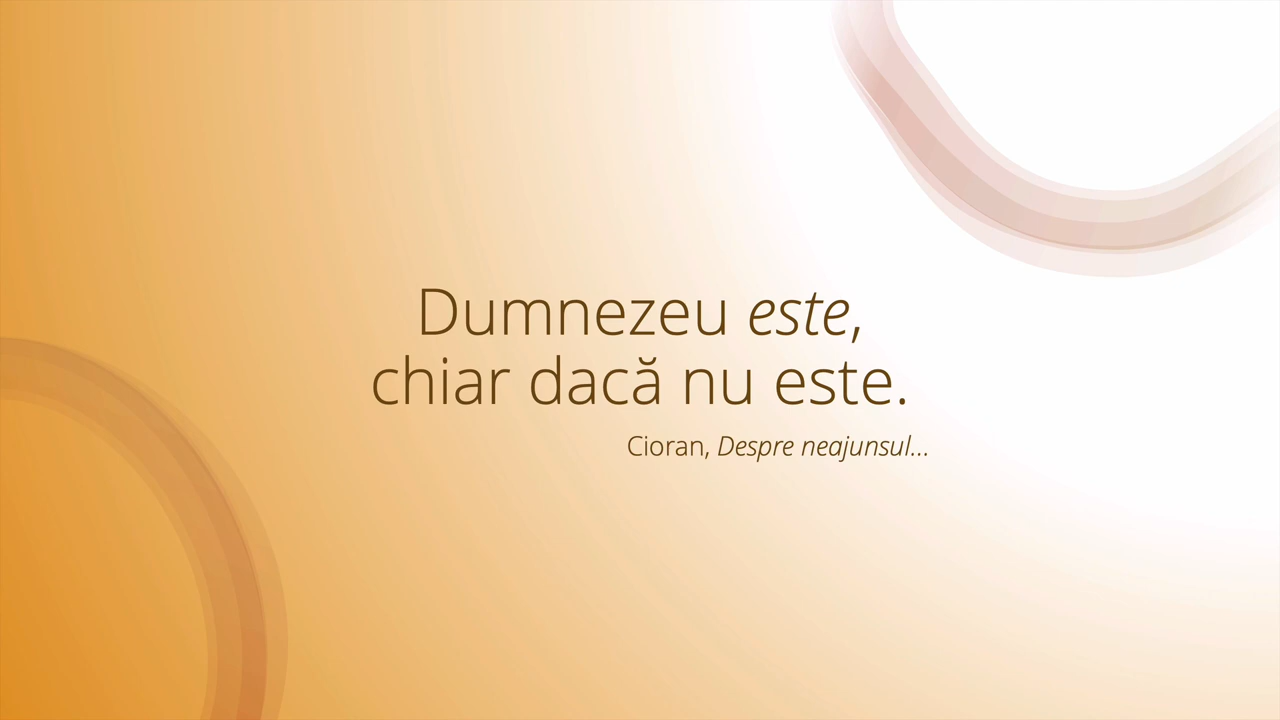 Dumnezeu este,
chiar dacă nu este.
Cioran, Despre neajunsul...